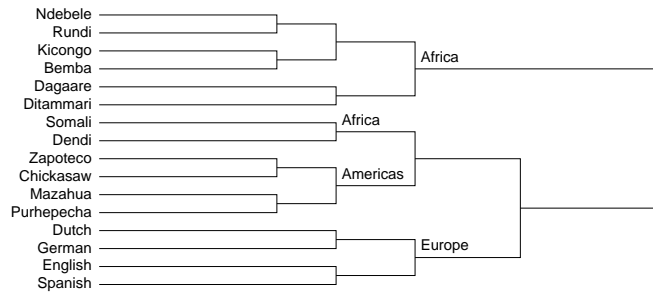 Ndebele
Rundi
Kicongo
Bemba
Dagaare
Ditammari
Somali
Dendi
Zapoteco
Chickasaw
Mazahua
Purhepecha
Dutch
German
English
Spanish
Africa
Africa
Americas
Europe